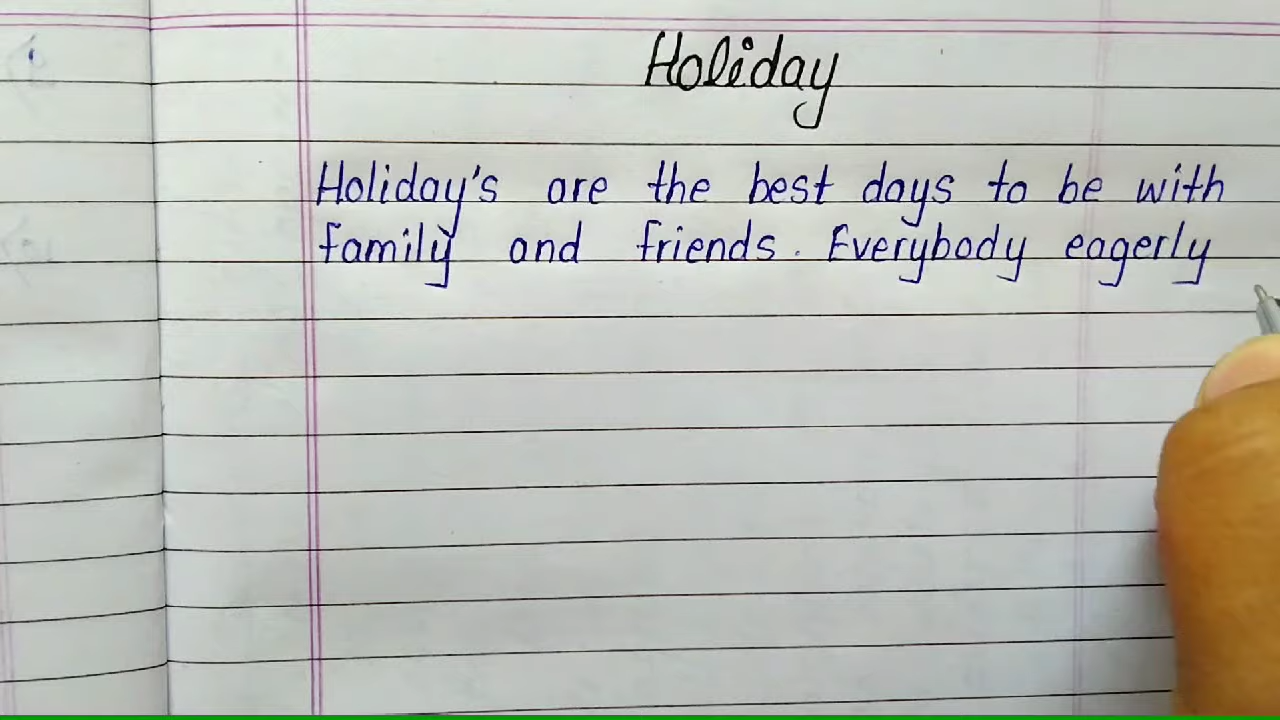 Holiday
Holiday's are the best days to be with
family and friends. Everybody eagerly